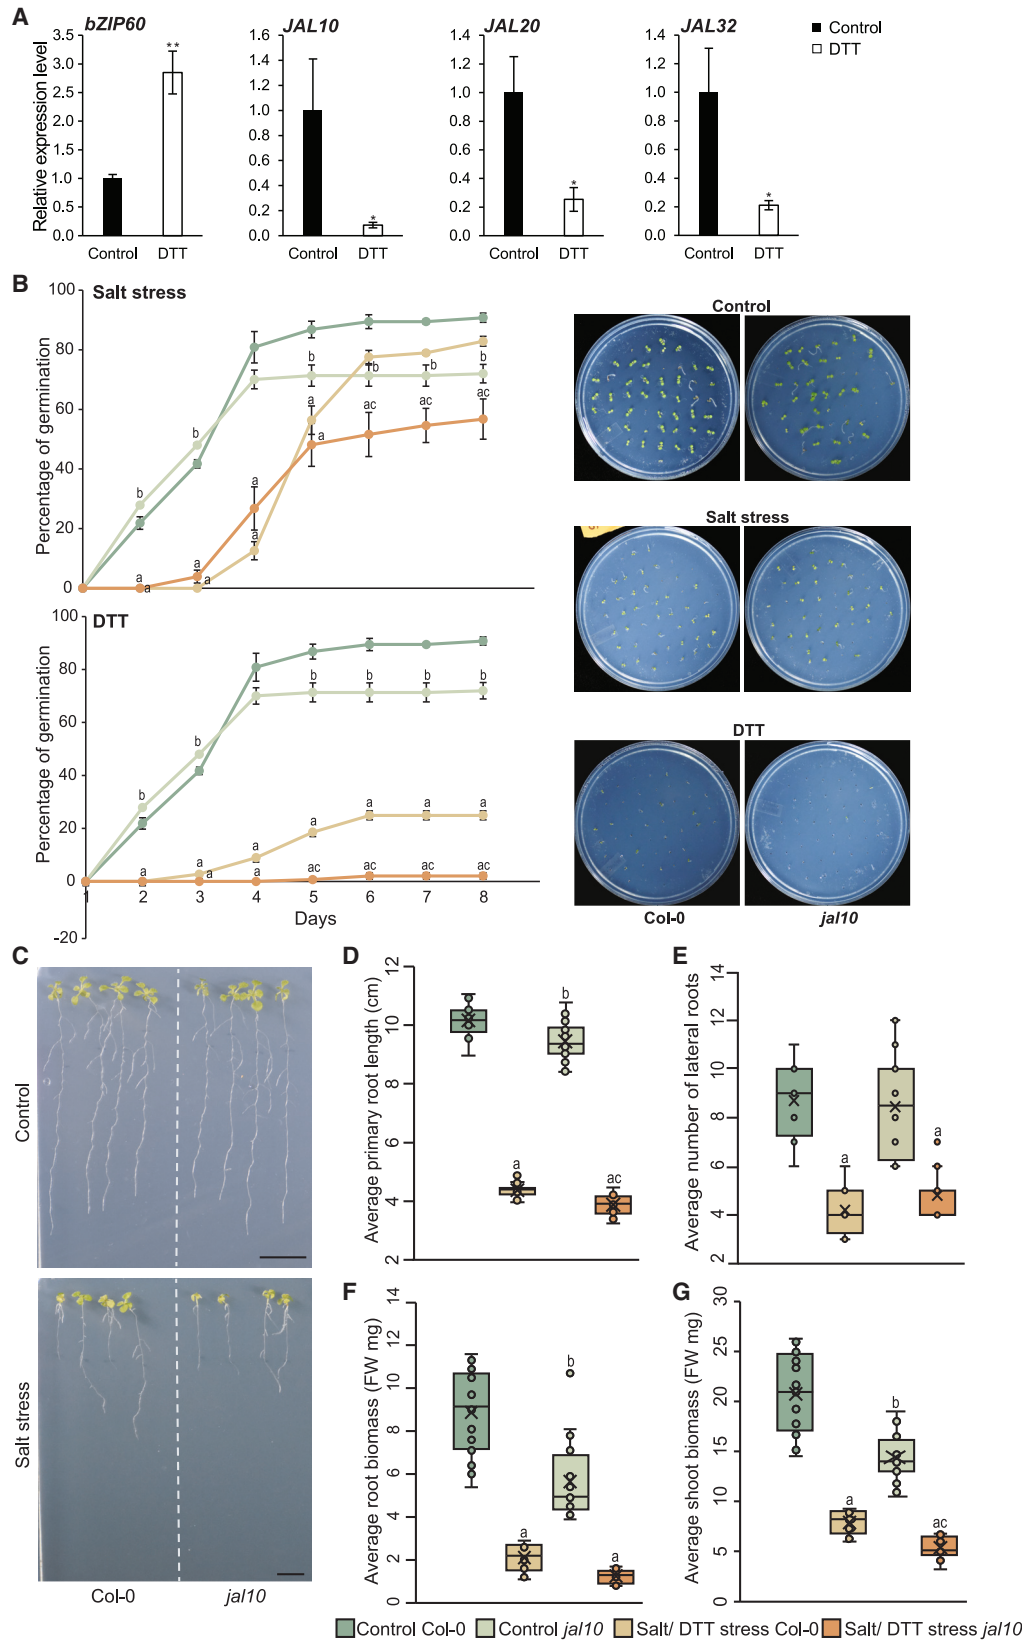 A
bZIP60
JAL10
JAL20
JAL32
Control
DTT
Relative expression level
3.5
3.0
2.5
2.0
1.5
1.0
0.5
0.0
**
Control DTT
1.6
1.4
1.2
1.0
0.8
0.6
0.4
0.2
0.0
*
Control DTT
1.4
1.2
1.0
0.8
0.6
0.4
0.2
0.0
*
Control DTT
1.4
1.2
1.0
0.8
0.6
0.4
0.2
0.0
*
Control DTT
B
Salt stress
Percentage of germination
100
80
60
40
20
0
b
b
b
b
b
b
a
a
a
a
a
a
a
a
a
ac
ac
ac
DTT
Percentage of germination
100
80
60
40
20
0
-20
b
b
b
b
b
b
a
a
a
a
a
a
a
a
a
ac
ac
ac
ac
1 2 3 4 5 6 7 8
Days
Control
Salt stress
DTT
Col-0
jal10
C
Control
Salt stress
Col-0
jal10
D
Average primary root length (cm)
12
10
8
6
4
2
a
b
ac
E
Average number of lateral roots
14
12
10
8
6
4
2
a
a
F
Average root biomass (FW mg)
14
12
10
8
6
4
2
0
a
b
a
G
Average shoot biomass (FW mg)
30
25
20
15
10
5
0
a
b
ac
Control Col-0
Control jal10
Salt/ DTT stress Col-0
Salt/ DTT stress jal10